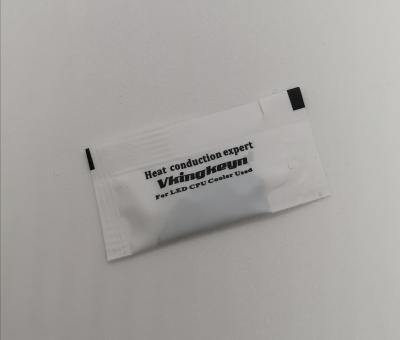 Heat conduction expert
Vkingkeyn
For LED CPU Cooler Used